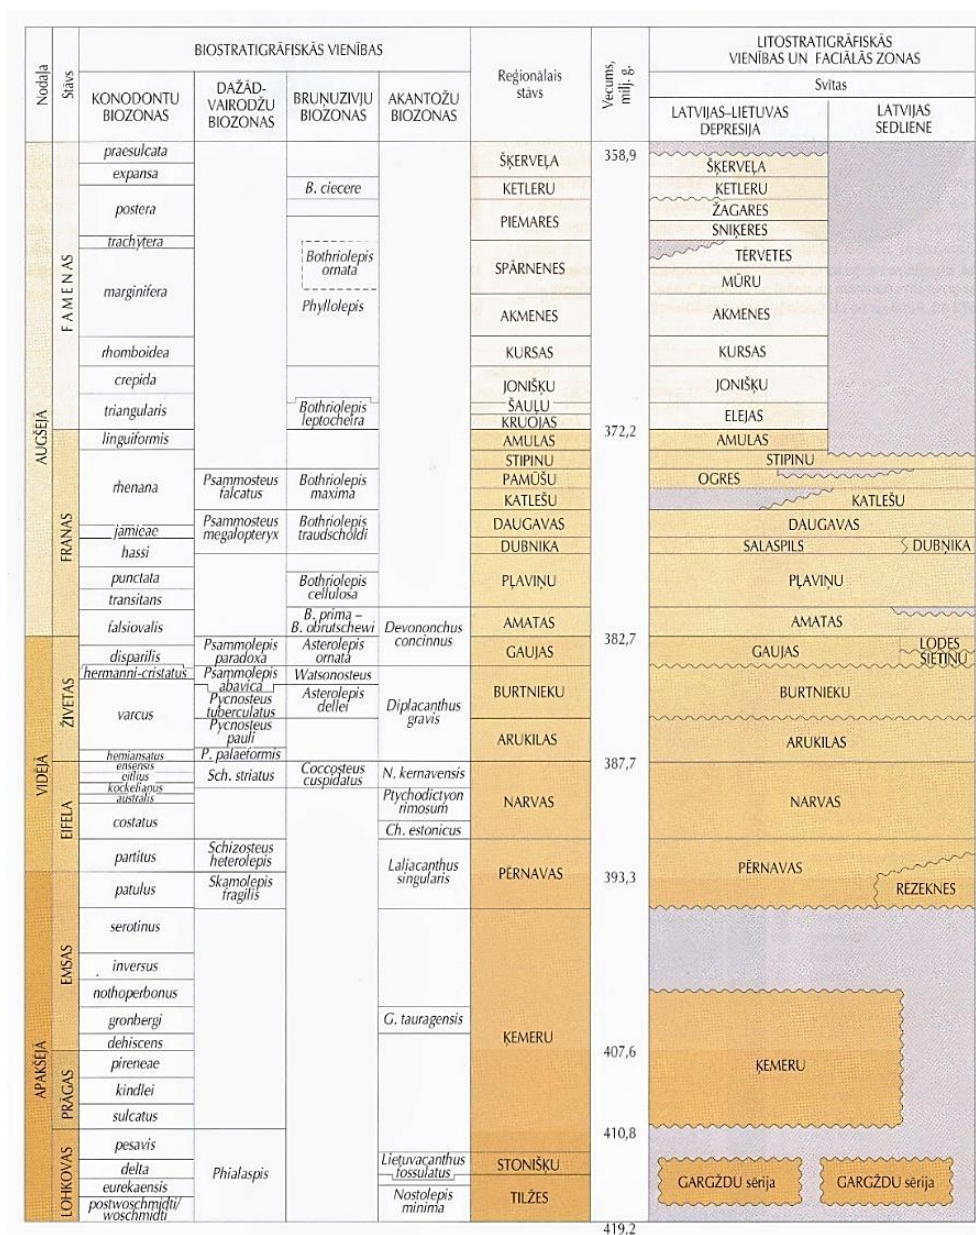 Nodaļa
Stāvs
BIOSTRATIGRĀFISKĀS VIENĪBAS
KONODONTU
BIOZONAS
DAŽĀD-
VAIRODŽU
BIOZONAS
BRUŅUZIVJU
BIOZONAS
AKANTOŽU
BIOZONAS
Reģionālais
stāvs
Vecums,
milj. g.
LITOSTRATIGRĀFISKĀS
VIENĪBAS UN FACIĀLĀS ZONAS
Svītas
LATVIJAS–LIETUVAS
DEPRESIJA
LATVIJAS
SEDLIENE
AUGŠĒJĀ
VIDĒJĀ
APAKŠĒJĀ
FAMENAS
FRANAS
ŽIVETAS
EIFELA
EMSAS
PRĀGAS
LOHKOVAS
praesulcata
expansa
postera
trachytera
marginifera
rhomboidea
crepida
triangularis
linguiformis
rhenana
jamieae
hassi
punctata
transitans
falsiovalis
disparilis
hermanni-cristatus
varcus
hemiansatus
ensensis
eiflius
kockelianus
australis
costatus
partitus
patulus
serotinus
inversus
nothoperbonus
gronbergi
dehiscens
pireneae
kindlei
sulcatus
pesavis
delta
eurekaensis
postwoschmidti/
woschmidti
Psammosteus
falcatus
Psammosteus
megalopteryx
Psammolepis
paradoxa
Psammolepis
abavica
Pycnosteus
tuberculatus
Pycnosteus
pauli
P. palaeformis
Sch. striatus
Schizosteus
heterolepis
Skamolepis
fragilis
Phialaspis
B. ciecere
Bothriolepis
ornata
Phyllolepis
Bothriolepis
leptocheira
Bothriolepis
maxima
Bothriolepis
traudscholdi
Bothriolepis
cellulosa
B. prima –
B. obrutschewi
Asterolepis
ornata
Watsonosteus
Asterolepis
dellei
Coccosteus
cuspidatus
Devononchus
concinnus
Diplacanthus
gravis
N. kernavensis
Ptychodictyon
rimosum
Ch. estonicus
Laliacanthus
singularis
G. tauragensis
Lietuvacanthus
fossulatus
Nostolepis
minima
ŠĶERVEĻA
KETLERU
PIEMARES
SPĀRNENES
AKMENES
KURSAS
JONIŠĶU
ŠAUĻU
KRUOJAS
AMULAS
STIPINU
PAMŪŠU
KATLEŠU
DAUGAVAS
DUBNIKA
PĻAVIŅU
AMATAS
GAUJAS
BURTNIEKU
ARUKILAS
NARVAS
PĒRNAVAS
ĶEMERU
STONIŠĶU
TILŽES
358,9
372,2
382,7
387,7
393,3
407,6
410,8
419,2
ŠĶERVEĻA
KETLERU
ŽAGARES
SNIĶERES
TĒRVETES
MŪRU
AKMENES
KURSAS
JONIŠĶU
ELEJAS
AMULAS
STIPINU
OGRES
KATLEŠU
DAUGAVAS
SALASPILS
DUBŅIKA
PĻAVIŅU
AMATAS
GAUJAS
LODES
SIETIŅU
BURTNIEKU
ARUKILAS
NARVAS
PĒRNAVAS
RĒZEKNES
ĶEMERU
GARGŽDU sērija
GARGŽDU sērija